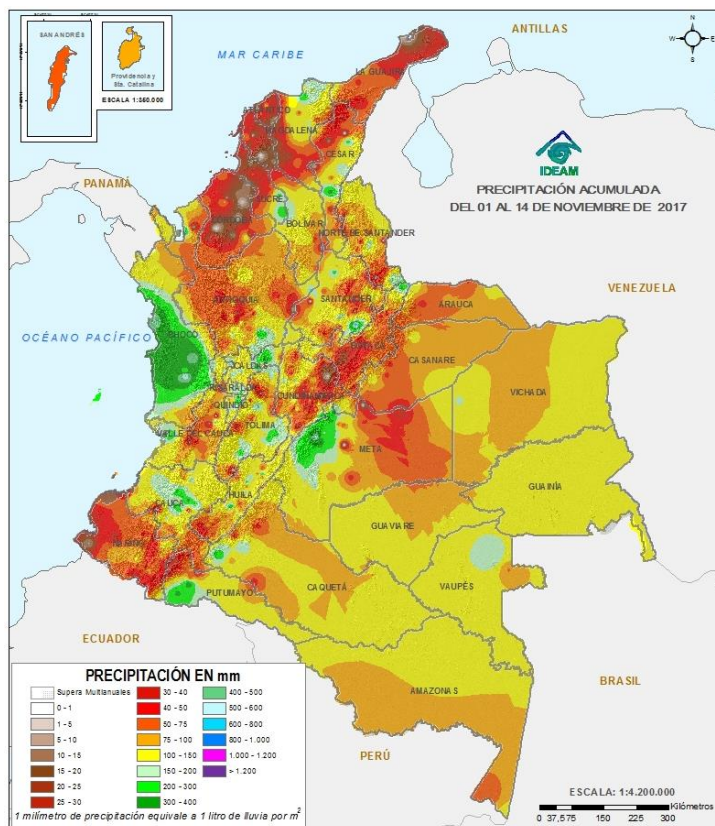 SAN ANDRÉS
Providencia y
Sta. Catalina
ESCALA 1:350.000
MAR CARIBE
ANTILLAS
N
W
E
S
IDEAM
PRECIPITACIÓN ACUMULADA
DEL 01 AL 14 DE NOVIEMBRE DE 2017
PANAMÁ
VENEZUELA
OCÉANO PACÍFICO
ECUADOR
PERÚ
BRASIL
LA GUAJIRA
ATLÁNTICO
MAGDALENA
CESAR
SUCRE
CÓRDOBA
BOLÍVAR
NORTE DE SANTANDER
ANTIOQUIA
SANTANDER
ARAUCA
CHOCÓ
BOYACÁ
CASANARE
CALDAS
RISARALDA
CUNDINAMARCA
VICHADA
QUINDIO
TOLIMA
VALLE DEL CAUCA
META
GUAINÍA
HUILA
CAUCA
GUAVIARE
NARIÑO
CAQUETÁ
VAUPÉS
PUTUMAYO
AMAZONAS
PRECIPITACIÓN EN mm
Supera Multianuales
0 - 1
1 - 5
5 - 10
10 - 15
15 - 20
20 - 25
25 - 30
30 - 40
40 - 50
50 - 75
75 - 100
100 - 150
150 - 200
200 - 300
300 - 400
400 - 500
500 - 600
600 - 800
800 - 1.000
1.000 - 1.200
> 1.200
1 milímetro de precipitación equivale a 1 litro de lluvia por m²
ESCALA: 1:4.200.000
0 37,5 75 150 225 300
Kilómetros